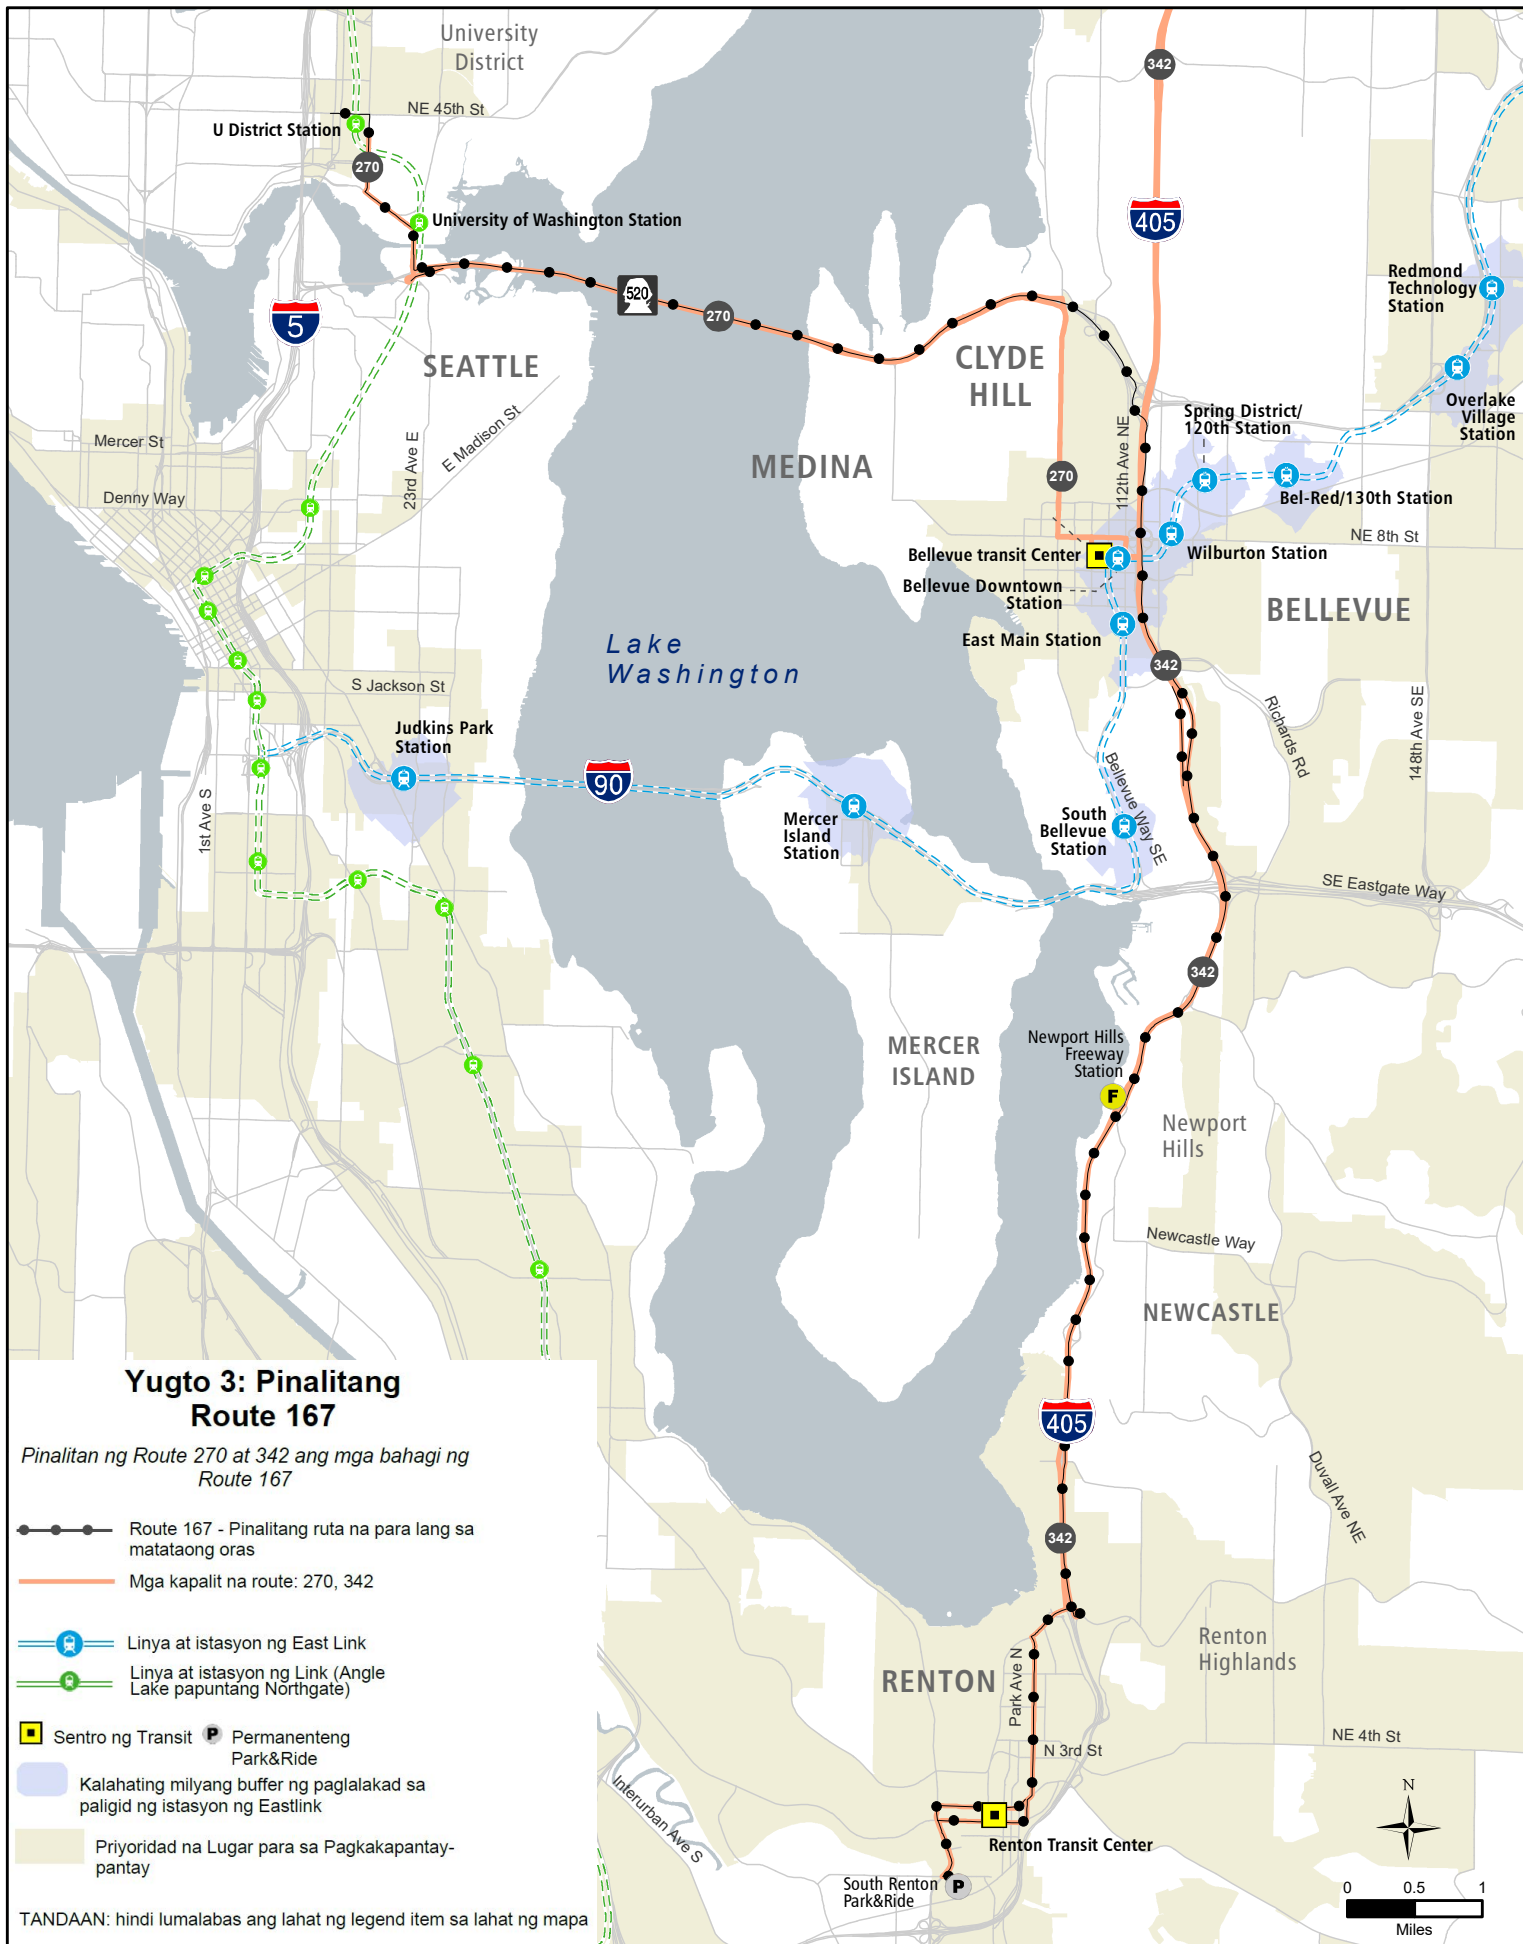 University
District
NE 45th St
U District Station
270
University of Washington Station
342
405
5
520
270
SEATTLE
CLYDE
HILL
MEDINA
Redmond
Technology
Station
Overlake
Village
Station
Spring District/
120th Station
Bel-Red/130th Station
112th Ave NE
270
Mercer St
Denny Way
23rd Ave E
E Madison St
NE 8th St
Bellevue transit Center
Wilburton Station
Bellevue Downtown
Station
BELLEVUE
East Main Station
Lake
Washington
342
S Jackson St
Judkins Park
Station
90
1st Ave S
Richards Rd
148th Ave SE
Bellevue Way SE
Mercer
Island
Station
South
Bellevue
Station
SE Eastgate Way
342
MERCER
ISLAND
Newport Hills
Freeway
Station
F
Newport
Hills
Newcastle Way
NEWCASTLE
405
Duvall Ave NE
342
Renton
Highlands
RENTON
Park Ave N
N 3rd St
NE 4th St
Interurban Ave S
Renton Transit Center
South Renton
Park&Ride
P
N
0 0.5 1
Miles
Yugto 3: Pinalitang
Route 167
Pinalitan ng Route 270 at 342 ang mga bahagi ng
Route 167
Route 167 - Pinalitang ruta na para lang sa
matataong oras
Mga kapalit na route: 270, 342
Linya at istasyon ng East Link
Linya at istasyon ng Link (Angle
Lake papuntang Northgate)
Sentro ng Transit
P Permanenteng
Park&Ride
Kalahating milyang buffer ng paglalakad sa
paligid ng istasyon ng Eastlink
Priyoridad na Lugar para sa Pagkakapantay-
pantay
TANDAAN: hindi lumalabas ang lahat ng legend item sa lahat ng mapa